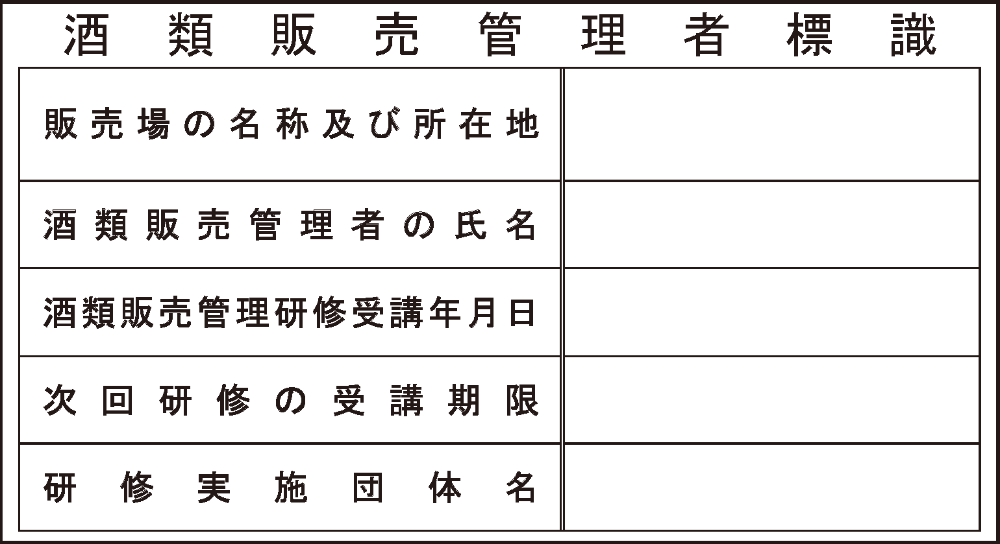 酒類販売管理者標識
販売場の名称及び所在地
酒類販売管理者の氏名
酒類販売管理研修受講年月日
次回研修の受講期限
研修実施団体名